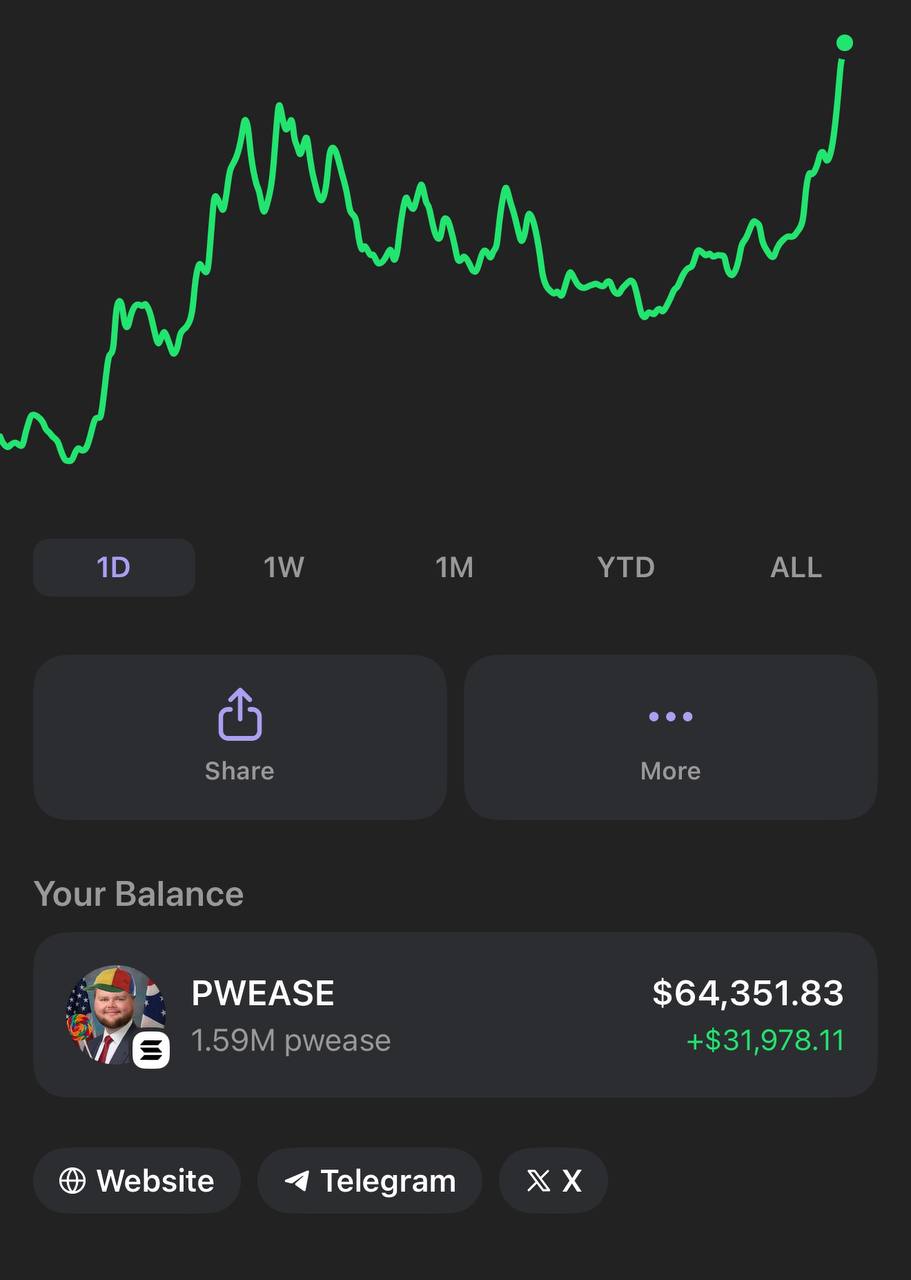 1D 1W 1M YTD ALL
Share More
Your Balance
PWEASE $64,351.83
1.59M pwease +$31,978.11
Website Telegram X